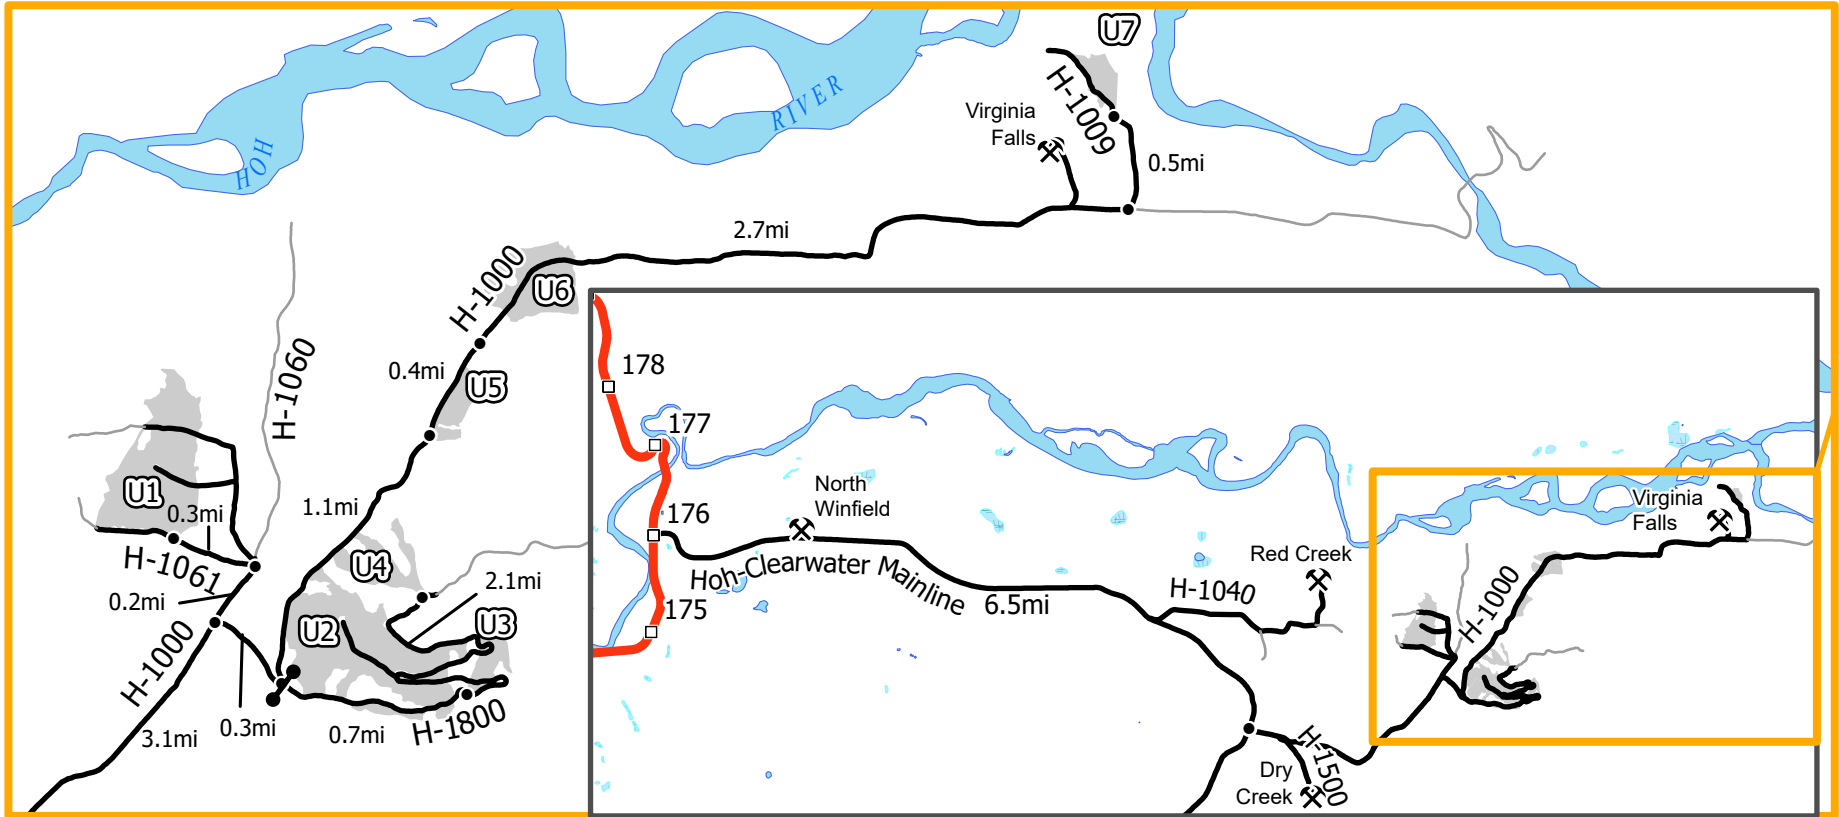 U7
H-1009
Virginia
Falls
0.5mi
HOH
RIVER
2.7mi
H-1000
U6
H-1060
0.4mi
U5
U1
0.3mi
1.1mi
H-1061
U4
0.2mi
2.1mi
U2
U3
H-1000
3.1mi
0.3mi
0.7mi
H-1800
178
177
176
175
North
Winfield
Hoh-Clearwater Mainline
6.5mi
Red Creek
H-1040
Virginia
Falls
H-1000
H-1500
Dry
Creek